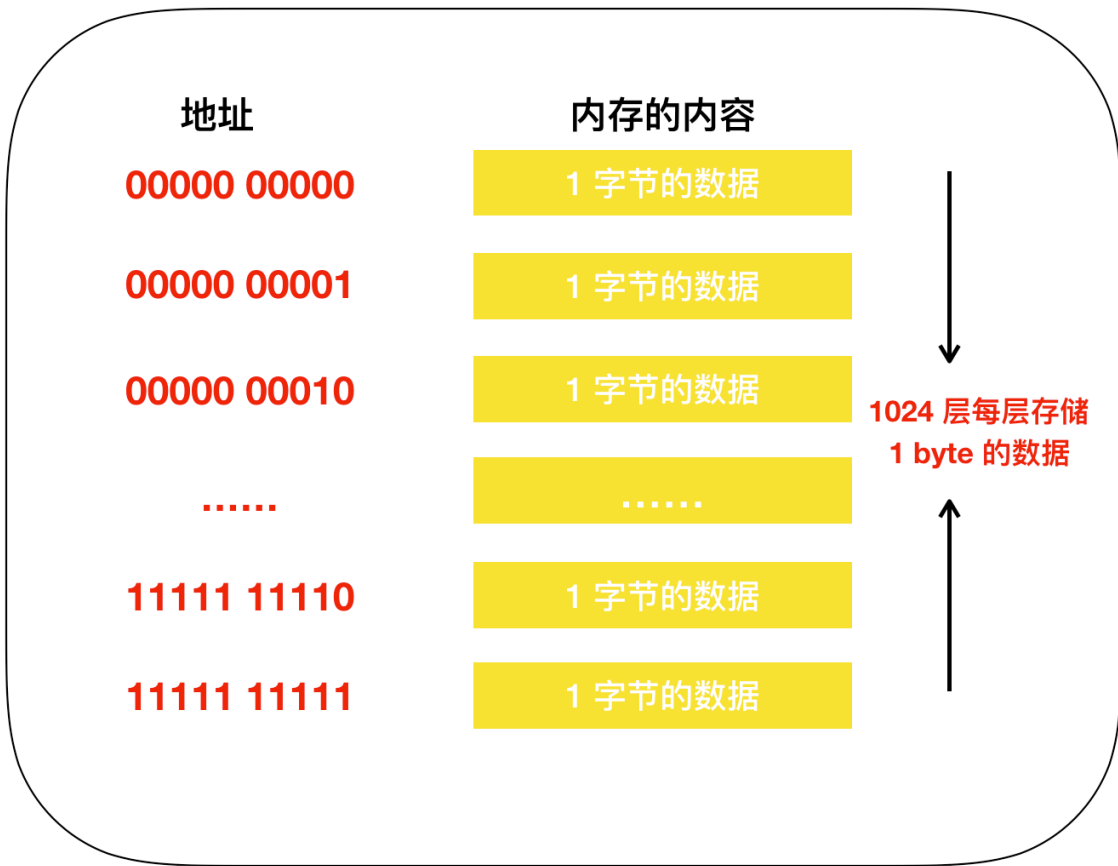 地址 内存的内容
00000 00000 1 字节的数据
00000 00001 1 字节的数据
00000 00010 1 字节的数据
1024 层每层存储
1 byte 的数据
...... ......
11111 11110 1 字节的数据
11111 11111 1 字节的数据